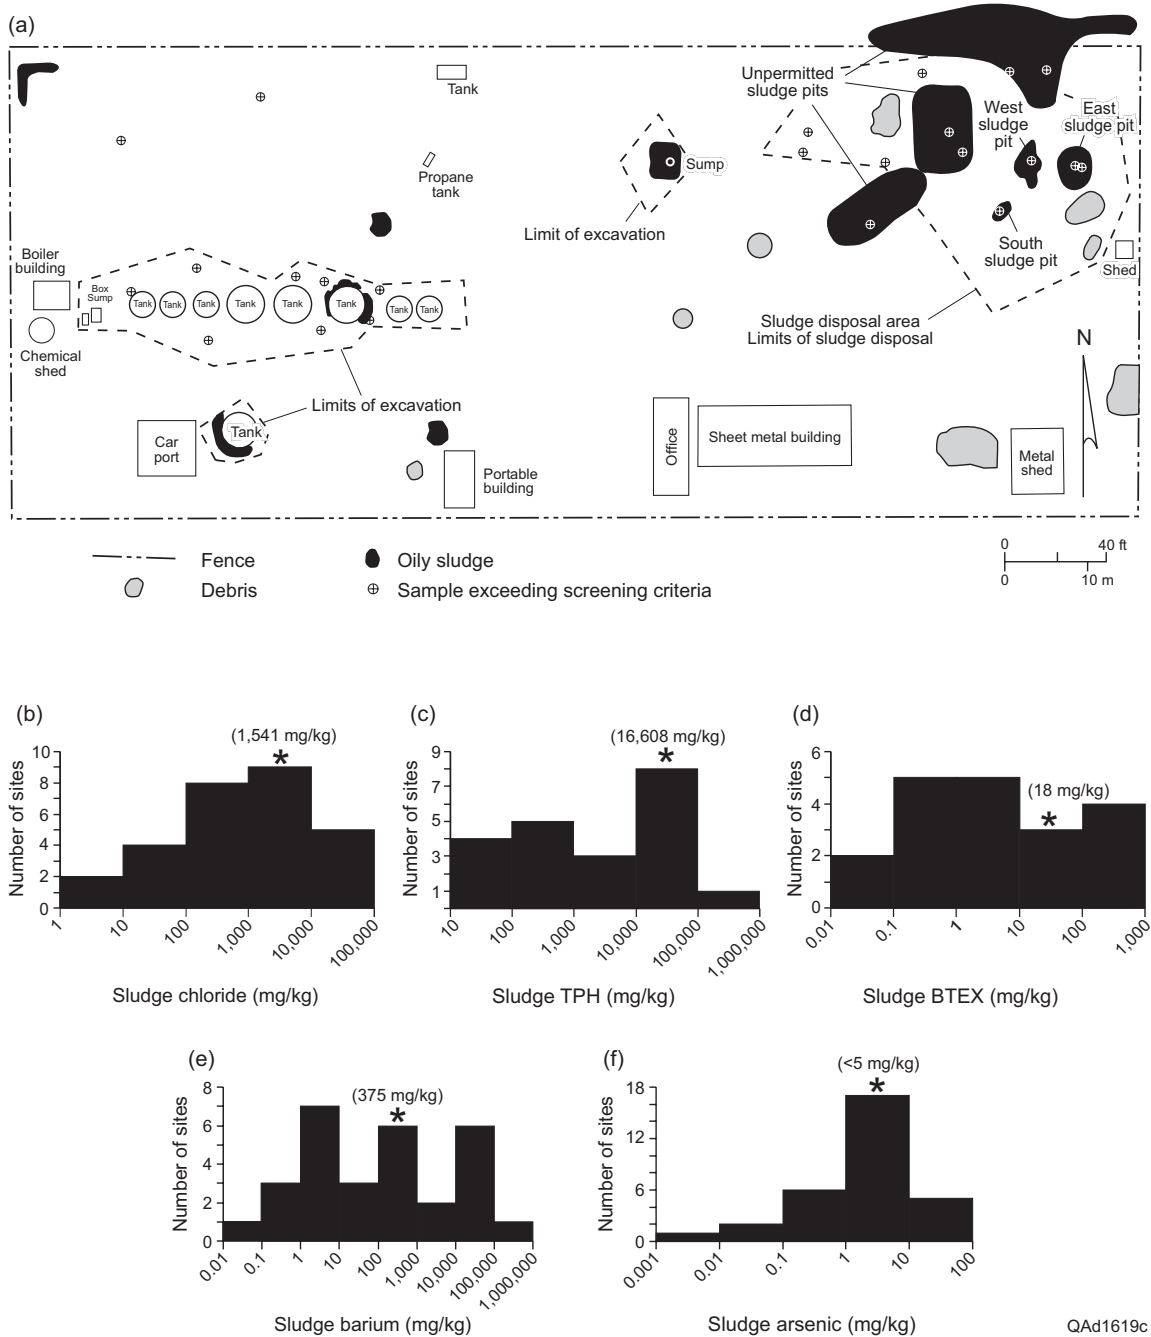 (a)
Tank
Unpermitted
sludge pits
West
sludge
pit
East
sludge pit
Propane
tank
Sump
Limit of excavation
South
sludge pit
Shed
Boiler
building
Box
Sump
Tank
Tank
Tank
Tank
Tank
Tank
Tank
Tank
Chemical
shed
Sludge disposal area
Limits of sludge disposal
N
Limits of excavation
Tank
Car
port
Portable
building
Office
Sheet metal building
Metal
shed
Fence
Debris
Oily sludge
Sample exceeding screening criteria
0 40 ft
0 10 m
(b)
(1,541 mg/kg)
*
Number of sites
10
8
6
4
2
0
1 10 100 1,000 10,000 100,000
Sludge chloride (mg/kg)
(c)
(16,608 mg/kg)
*
Number of sites
9
7
5
3
1
10 100 1,000 10,000 100,000 1,000,000
Sludge TPH (mg/kg)
(d)
(18 mg/kg)
*
Number of sites
6
4
2
0
0.01 0.1 1 10 100 1,000
Sludge BTEX (mg/kg)
(e)
(375 mg/kg)
*
Number of sites
8
6
4
2
0
0.01 0.1 1 10 100 1,000 10,000 100,000 1,000,000
Sludge barium (mg/kg)
(f)
(<5 mg/kg)
*
Number of sites
18
12
6
0
0.001 0.01 0.1 1 10 100
Sludge arsenic (mg/kg)
QAd1619c